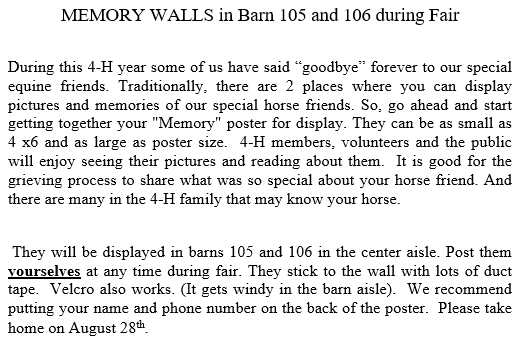 MEMORY WALLS in Barn 105 and 106 during Fair
During this 4-H year some of us have said “goodbye” forever to our special
equine friends. Traditionally, there are 2 places where you can display
pictures and memories of our special horse friends. So, go ahead and start
getting together your "Memory" poster for display. They can be as small as
4 x6 and as large as poster size.  4-H members, volunteers and the public
will enjoy seeing their pictures and reading about them.  It is good for the
grieving process to share what was so special about your horse friend. And
there are many in the 4-H family that may know your horse.
They will be displayed in barns 105 and 106 in the center aisle. Post them
yourselves at any time during fair. They stick to the wall with lots of duct
tape.  Velcro also works. (It gets windy in the barn aisle).  We recommend
putting your name and phone number on the back of the poster.  Please take
home on August 28th.